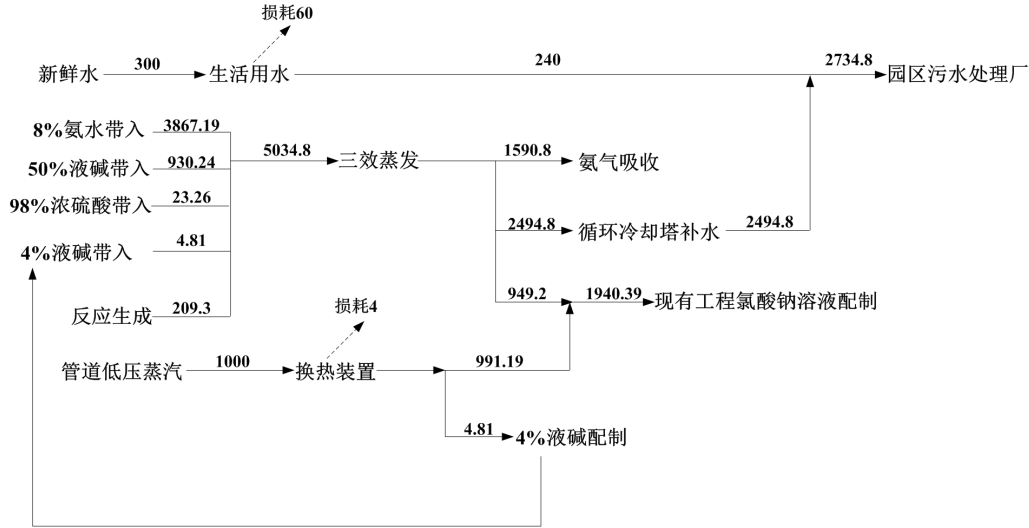 损耗60
新鲜水 300 生活用水 240 2734.8 园区污水处理厂
8%氨水带入 3867.19
50%液碱带入 930.24 5034.8 三效蒸发 1590.8 氨气吸收
98%浓硫酸带入 23.26
2494.8 循环冷却塔补水 2494.8
4%液碱带入 4.81
反应生成 209.3 949.2 1940.39 现有工程氯酸钠溶液配制
损耗4
管道低压蒸汽 1000 换热装置 991.19
4.81 4%液碱配制